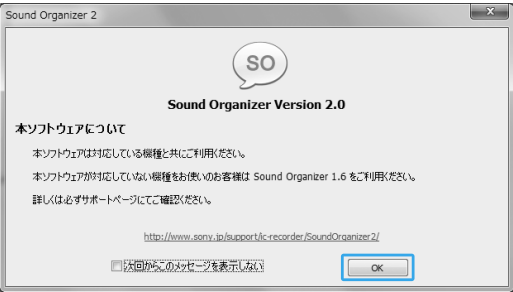 Sound Organizer 2
SO
Sound Organizer Version 2.0
本ソフトウェアについて
本ソフトウェアは対応している機種と共にご利用ください。
本ソフトウェアが対応していない機種をお使いのお客様は Sound Organizer 1.6 をご利用ください。
詳しくは必ずサポートページにてご確認ください。
http://www.sony.jp/support/ic-recorder/SoundOrganizer2/
次回からこのメッセージを表示しない
OK